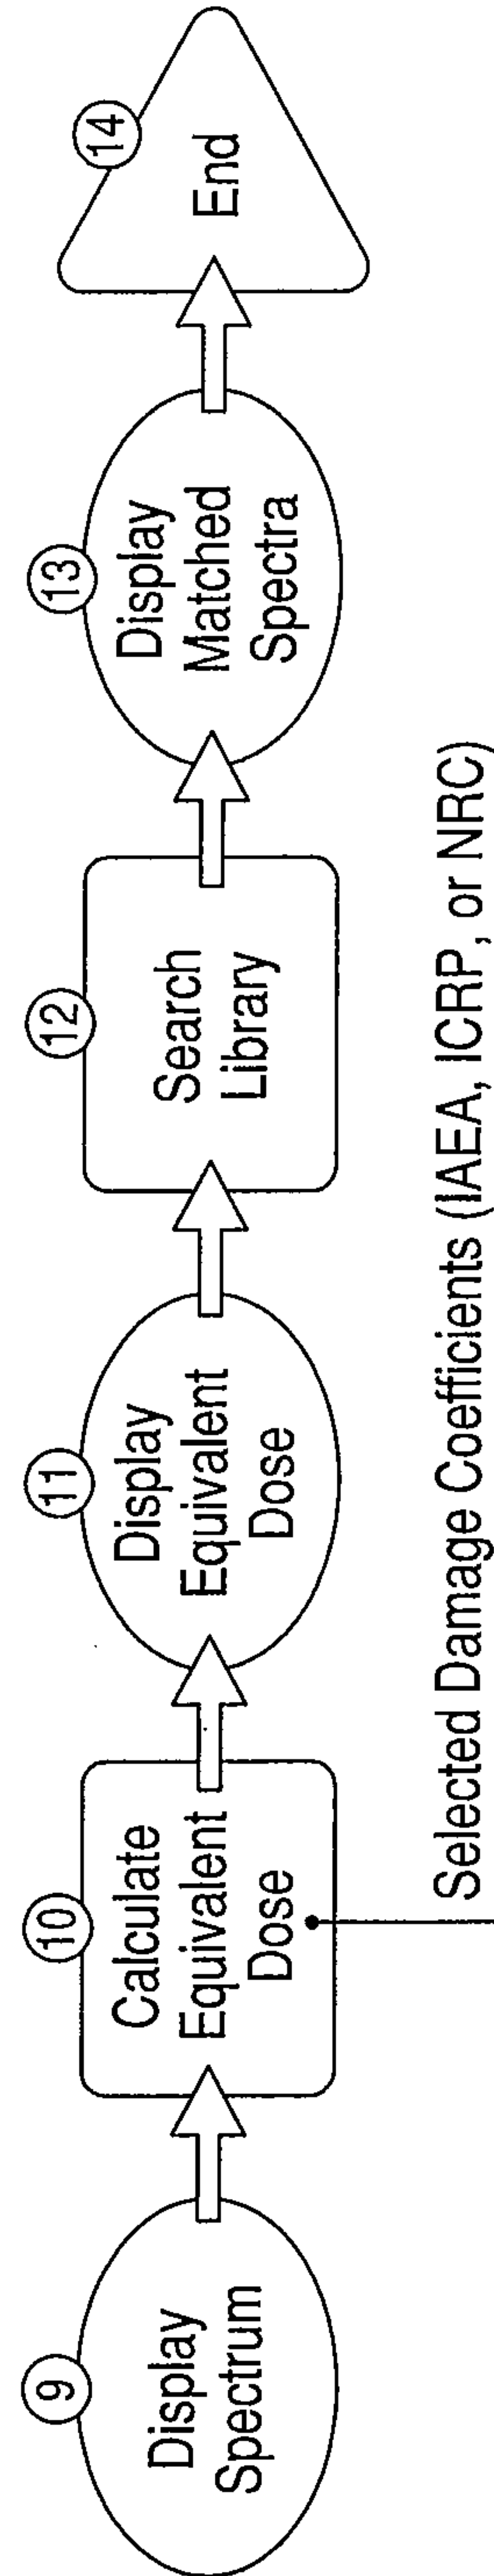 9
Display
Spectrum
10
Calculate
Equivalent
Dose
Selected Damage Coefficients (IAEA, ICRP, or NRC)
11
Display
Equivalent
Dose
12
Search
Library
13
Display
Matched
Spectra
14
End